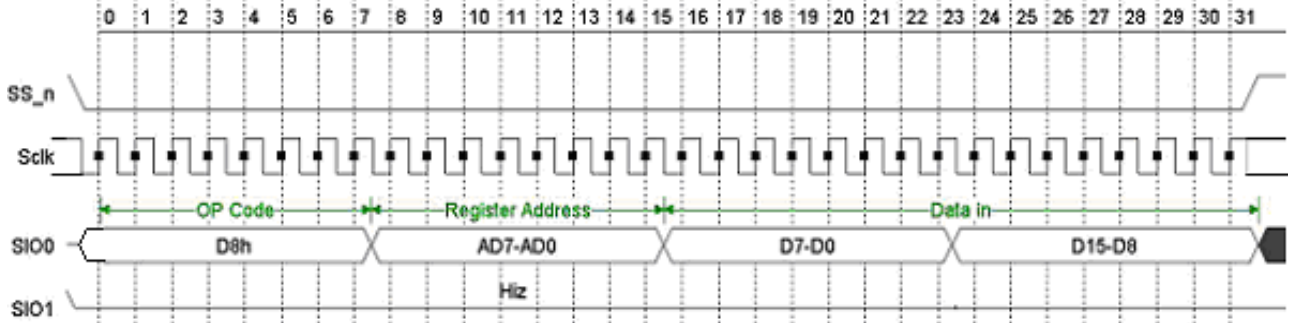 0 1 2 3 4 5 6 7 8 9 10 11 12 13 14 15 16 17 18 19 20 21 22 23 24 25 26 27 28 29 30 31
SS_n
Sclk
OP Code Register Address Data in
SIO0 D8h AD7-AD0 D7-D0 D15-D8
Hiz
SIO1